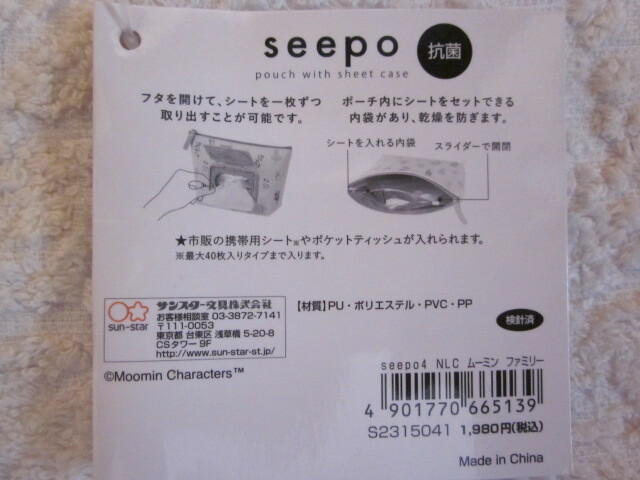 seepo 抗菌
pouch with sheet case
フタを開けて、シートを一枚ずつ
取り出すことが可能です。
ポーチ内にシートをセットできる
内袋があり、乾燥を防ぎます。
シートを入れる内袋
スライダーで開閉
★市販の携帯用シート※やポケットティッシュが入れられます。
※最大40枚入りタイプまで入ります。
sun-star
サンスター文具株式会社
お客様相談室 03-3872-7141
〒111-0053
東京都 台東区 浅草橋 5-20-8
CSタワー 9F
http://www.sun-star-st.jp/
【材質】PU・ポリエステル・PVC・PP
検針済
©Moomin Characters™
seepo4 NLC ムーミン ファミリー
4 901770 665139
S2315041 1,980円(税込)
Made in China